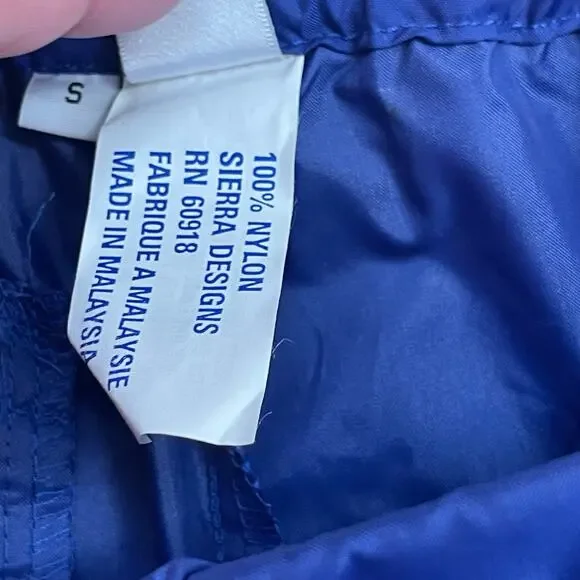 S
100% NYLON
SIERRA DESIGNS
RN 60918
FABRIQUE A MALAYSIE
MADE IN MALAYSIA